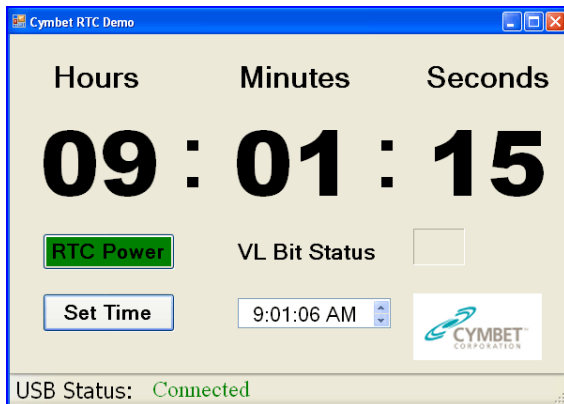 Cymbet RTC Demo
Hours Minutes Seconds
09 : 01 : 15
RTC Power VL Bit Status
Set Time 9:01:06 AM
CYMBET™
CORPORATION
USB Status: Connected